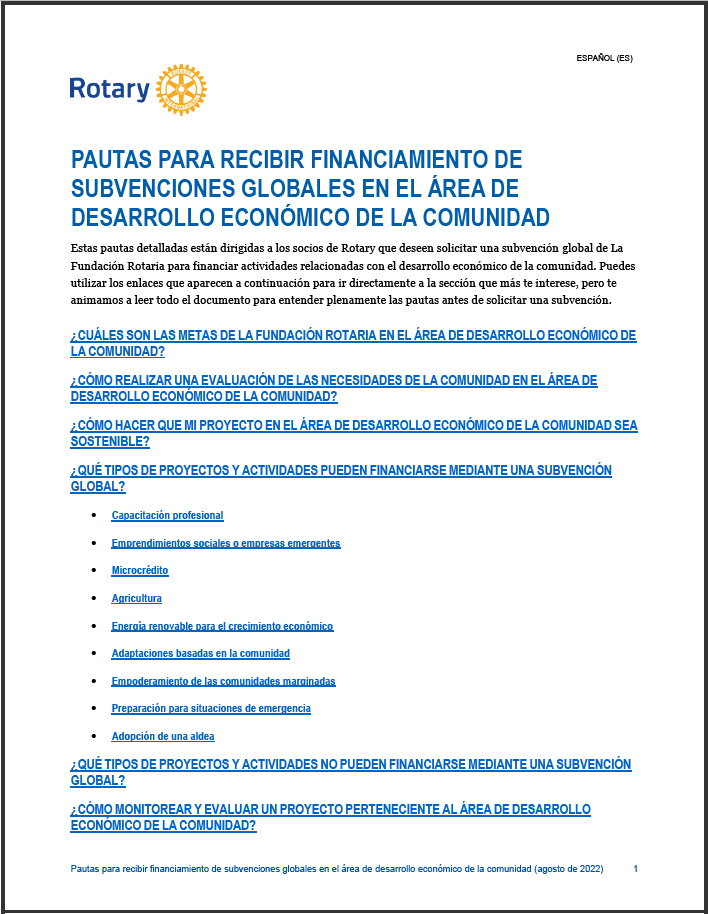 ESPAÑOL (ES)
Rotary
PAUTAS PARA RECIBIR FINANCIAMIENTO DE
SUBVENCIONES GLOBALES EN EL ÁREA DE
DESARROLLO ECONÓMICO DE LA COMUNIDAD
Estas pautas detalladas están dirigidas a los socios de Rotary que deseen solicitar una subvención global de La
Fundación Rotaria para financiar actividades relacionadas con el desarrollo económico de la comunidad. Puedes
utilizar los enlaces que aparecen a continuación para ir directamente a la sección que más te interese, pero te
animamos a leer todo el documento para entender plenamente las pautas antes de solicitar una subvención.
¿CUÁLES SON LAS METAS DE LA FUNDACIÓN ROTARIA EN EL ÁREA DE DESARROLLO ECONÓMICO DE
LA COMUNIDAD?
¿CÓMO REALIZAR UNA EVALUACIÓN DE LAS NECESIDADES DE LA COMUNIDAD EN EL ÁREA DE
DESARROLLO ECONÓMICO DE LA COMUNIDAD?
¿CÓMO HACER QUE MI PROYECTO EN EL ÁREA DE DESARROLLO ECONÓMICO DE LA COMUNIDAD SEA
SOSTENIBLE?
¿QUÉ TIPOS DE PROYECTOS Y ACTIVIDADES PUEDEN FINANCIARSE MEDIANTE UNA SUBVENCIÓN
GLOBAL?
• Capacitación profesional
• Emprendimientos sociales o empresas emergentes
• Microcrédito
• Agricultura
• Energía renovable para el crecimiento económico
• Adaptaciones basadas en la comunidad
• Empoderamiento de las comunidades marginadas
• Preparación para situaciones de emergencia
• Adopción de una aldea
¿QUÉ TIPOS DE PROYECTOS Y ACTIVIDADES NO PUEDEN FINANCIARSE MEDIANTE UNA SUBVENCIÓN
GLOBAL?
¿CÓMO MONITOREAR Y EVALUAR UN PROYECTO PERTENECIENTE AL ÁREA DE DESARROLLO
ECONÓMICO DE LA COMUNIDAD?
Pautas para recibir financiamiento de subvenciones globales en el área de desarrollo económico de la comunidad (agosto de 2022) 1